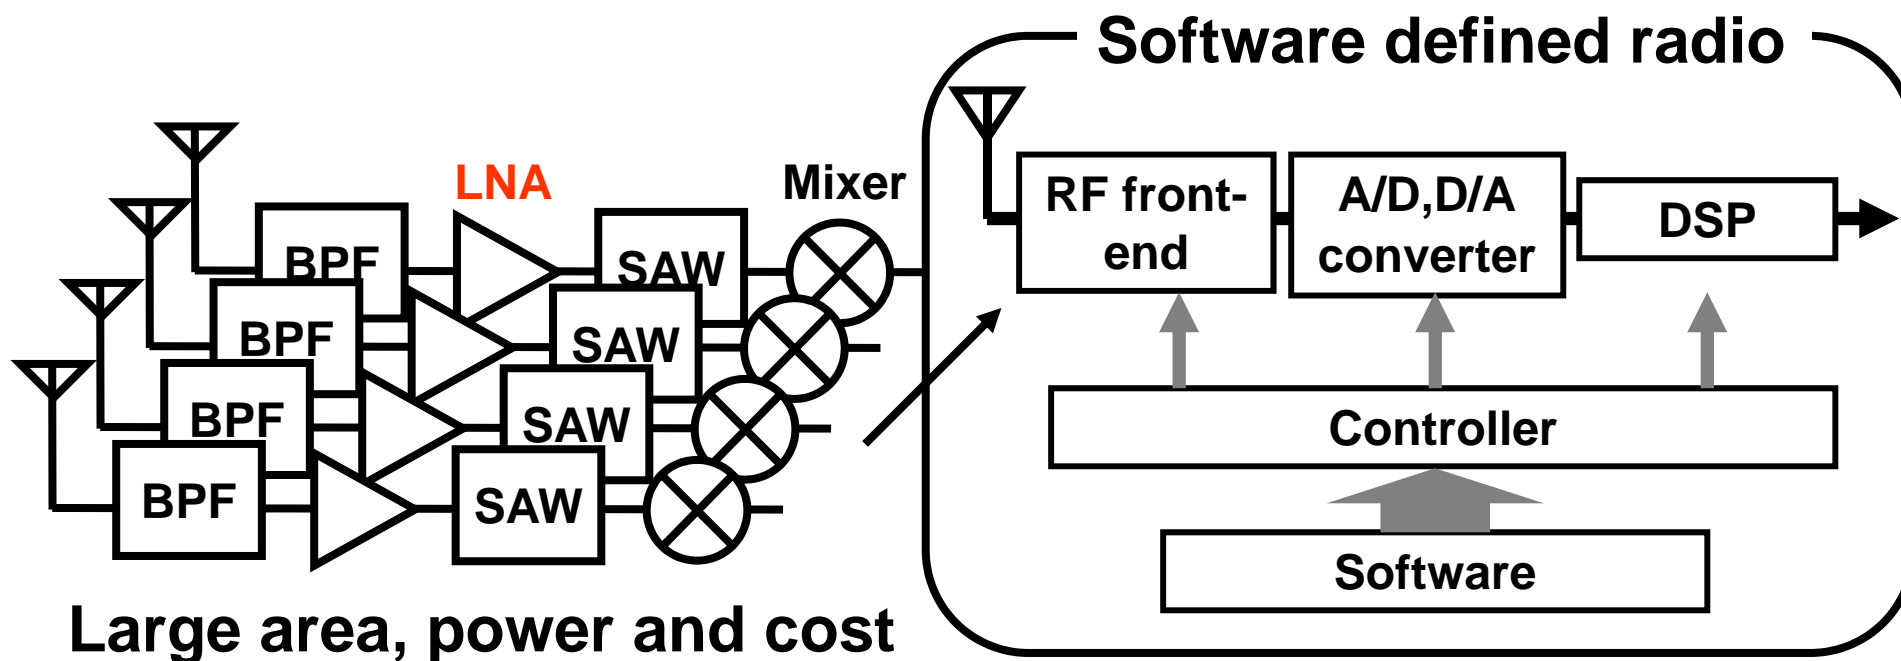 Software defined radio
LNA
Mixer
RF front-
end
A/D,D/A
converter
DSP
BPF
SAW
BPF
SAW
BPF
SAW
BPF
SAW
Controller
Software
Large area, power and cost